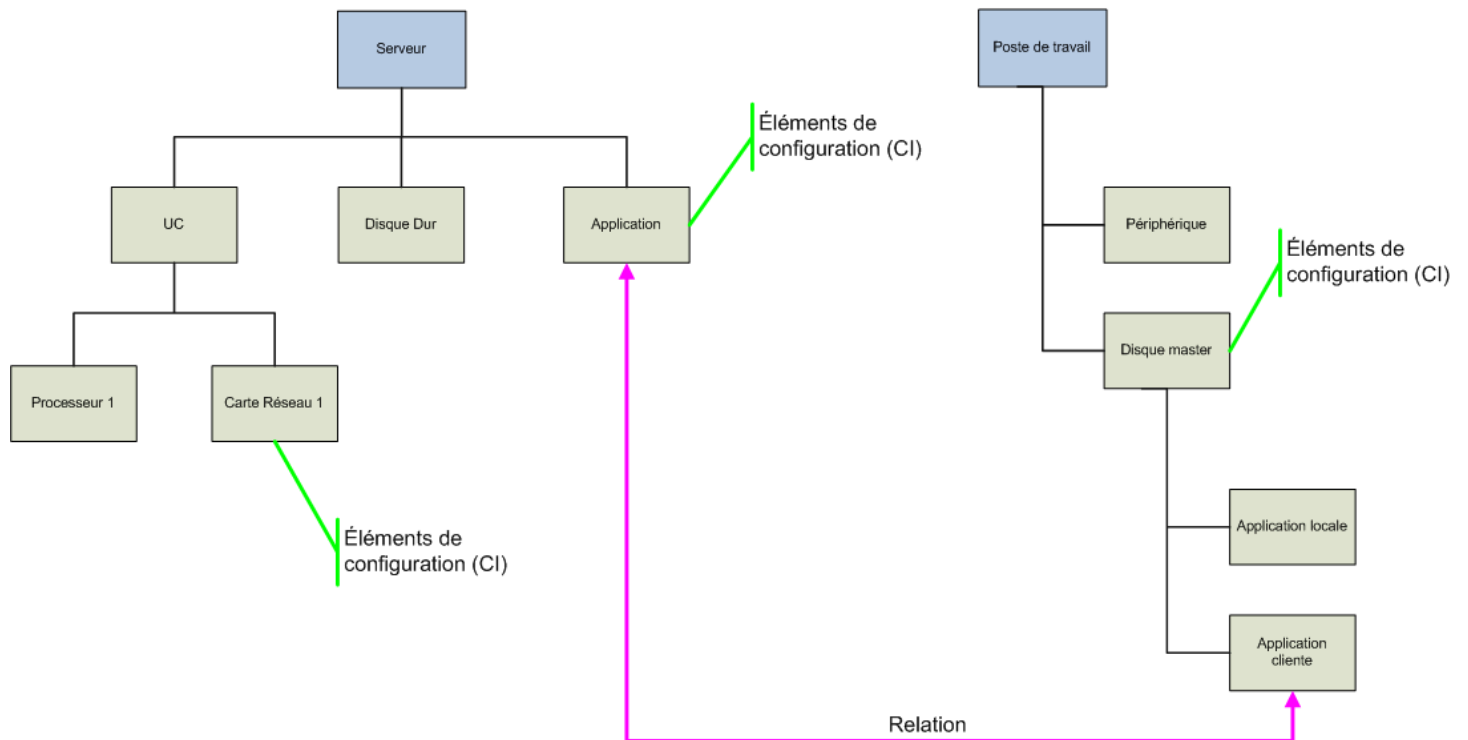 Serveur
Poste de travail
Éléments de
configuration (CI)
UC
Disque Dur
Application
Périphérique
Éléments de
configuration (CI)
Disque master
Processeur 1
Carte Réseau 1
Éléments de
configuration (CI)
Application locale
Application
cliente
Relation